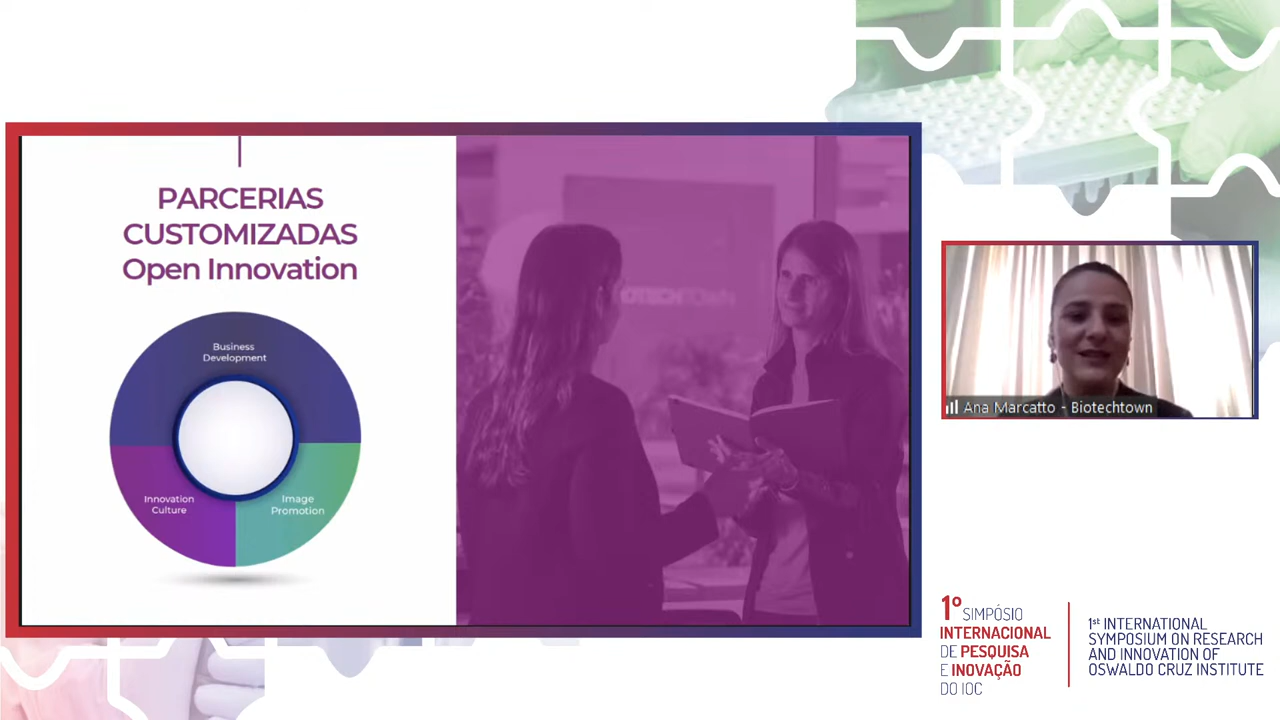 PARCERIAS
CUSTOMIZADAS
Open Innovation
Business
Development
Innovation
Culture
Image
Promotion
Ana Marcatto - Biotechtown
1º SIMPÓSIO
INTERNACIONAL
DE PESQUISA
E INOVAÇÃO
DO IOC
1st INTERNATIONAL
SYMPOSIUM ON RESEARCH
AND INNOVATION OF
OSWALDO CRUZ INSTITUTE